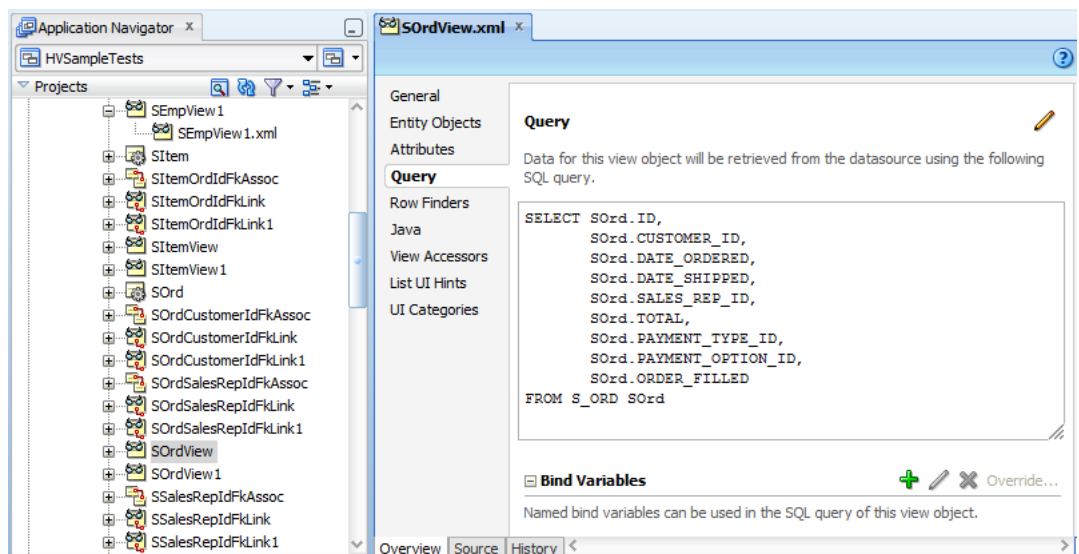 Application Navigator x
SOrdView.xml x
HVSampleTests
Projects
SEmpView1
SEmpView1.xml
SItem
SItemOrdIdFkAssoc
SItemOrdIdFkLink
SItemOrdIdFkLink1
SItemView
SItemView1
SOrd
SOrdCustomerIdFkAssoc
SOrdCustomerIdFkLink
SOrdCustomerIdFkLink1
SOrdSalesRepIdFkAssoc
SOrdSalesRepIdFkLink
SOrdSalesRepIdFkLink1
SOrdView
SOrdView1
SSalesRepIdFkAssoc
SSalesRepIdFkLink
SSalesRepIdFkLink1
General
Entity Objects
Attributes
Query
Row Finders
Java
View Accessors
List UI Hints
UI Categories
Query
Data for this view object will be retrieved from the datasource using the following
SQL query.
SELECT SOrd.ID,
SOrd.CUSTOMER_ID,
SOrd.DATE_ORDERED,
SOrd.DATE_SHIPPED,
SOrd.SALES_REP_ID,
SOrd.TOTAL,
SOrd.PAYMENT_TYPE_ID,
SOrd.PAYMENT_OPTION_ID,
SOrd.ORDER_FILLED
FROM S_ORD SOrd
Bind Variables Override...
Named bind variables can be used in the SQL query of this view object.
Overview Source History